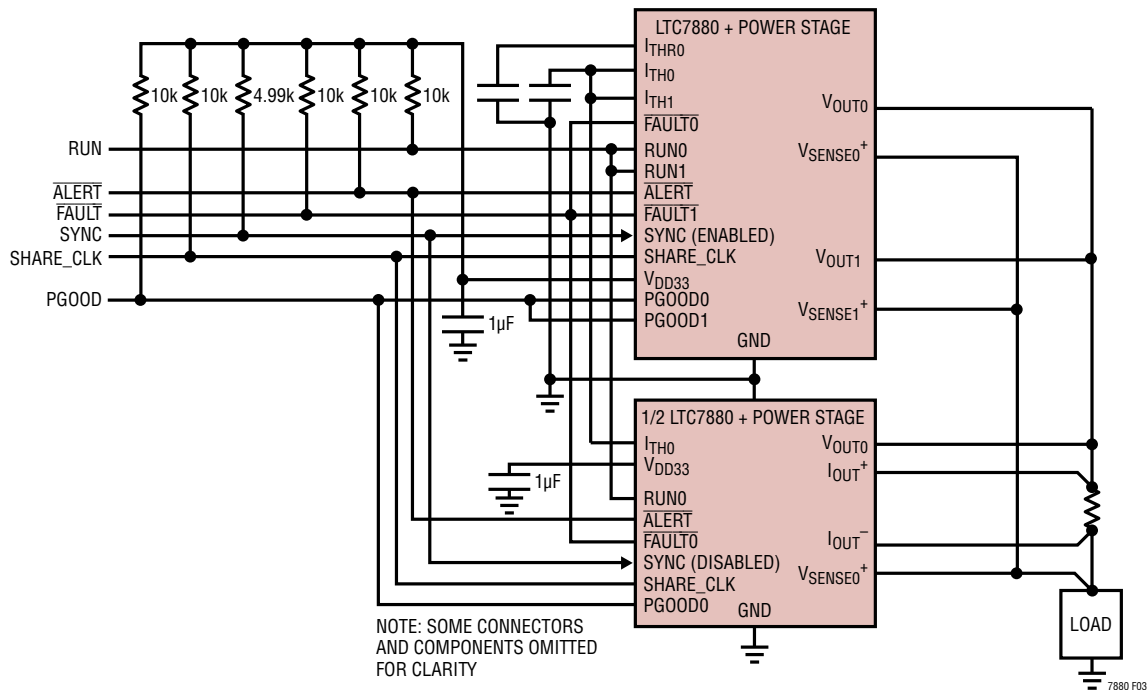 LTC7880 + POWER STAGE
ITHR0
ITH0
ITH1
FAULT0
RUN0
RUN1
ALERT
FAULT1
SYNC (ENABLED)
SHARE_CLK
VDD33
PGOOD0
PGOOD1
GND
VOUT0
VSENSE0+
VOUT1
VSENSE1+
10k
10k
4.99k
10k
10k
10k
RUN
ALERT
FAULT
SYNC
SHARE_CLK
PGOOD
1µF
1/2 LTC7880 + POWER STAGE
ITH0
VDD33
RUN0
ALERT
FAULT0
SYNC (DISABLED)
SHARE_CLK
PGOOD0
GND
VOUT0
IOUT+
IOUT−
VSENSE0+
1µF
LOAD
NOTE: SOME CONNECTORS
AND COMPONENTS OMITTED
FOR CLARITY
7880 F03